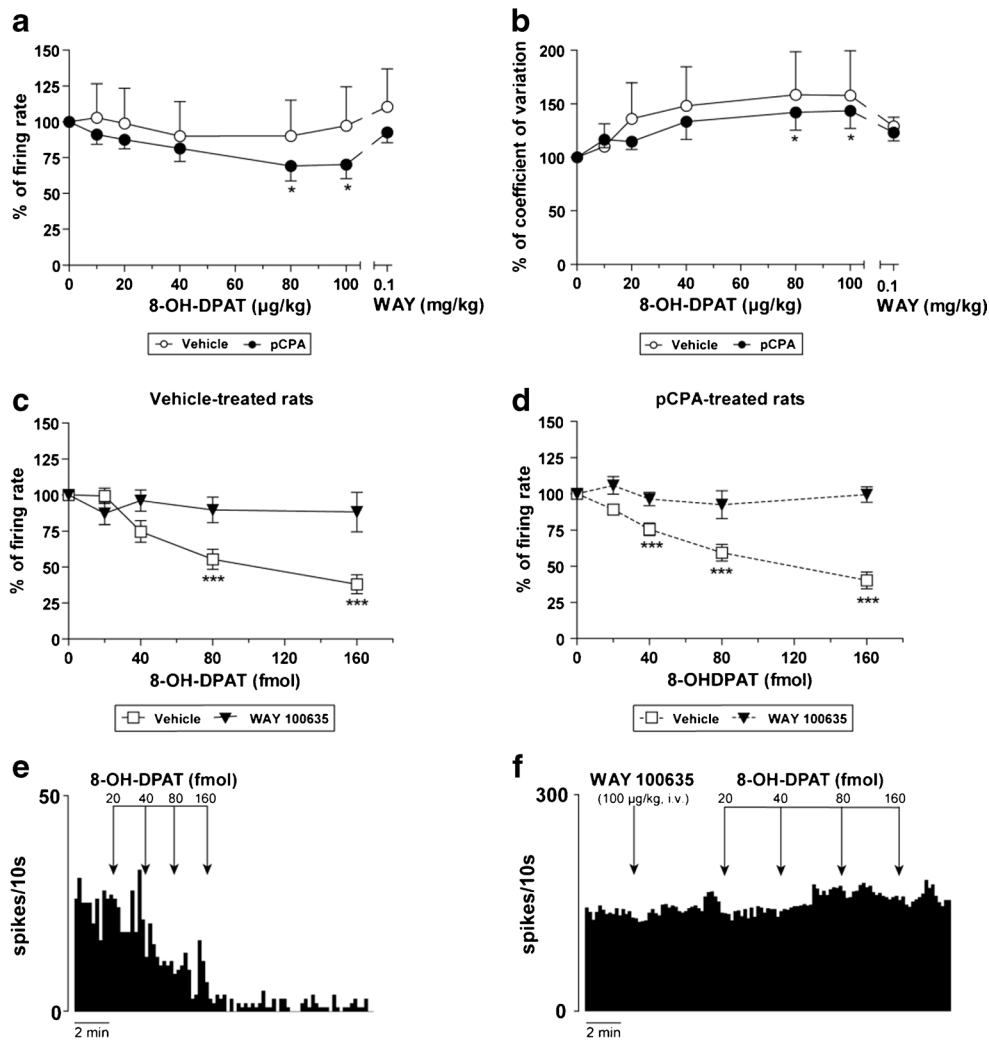 a
150
125
100
75
50
25
0
% of firing rate
0 20 40 60 80 100 0.1
* *
8-OH-DPAT (µg/kg) WAY (mg/kg)
Vehicle pCPA
b
200
150
100
50
0
% of coefficient of variation
0 20 40 60 80 100 0.1
* *
8-OH-DPAT (µg/kg) WAY (mg/kg)
Vehicle pCPA
c
Vehicle-treated rats
150
125
100
75
50
25
0
% of firing rate
*** ***
0 40 80 120 160
8-OH-DPAT (fmol)
Vehicle WAY 100635
d
pCPA-treated rats
150
125
100
75
50
25
0
% of firing rate
*** *** ***
0 40 80 120 160
8-OHDPAT (fmol)
Vehicle WAY 100635
e
8-OH-DPAT (fmol)
20 40 80 160
50
0
spikes/10s
2 min
f
WAY 100635
(100 µg/kg, i.v.)
8-OH-DPAT (fmol)
20 40 80 160
300
0
spikes/10s
2 min